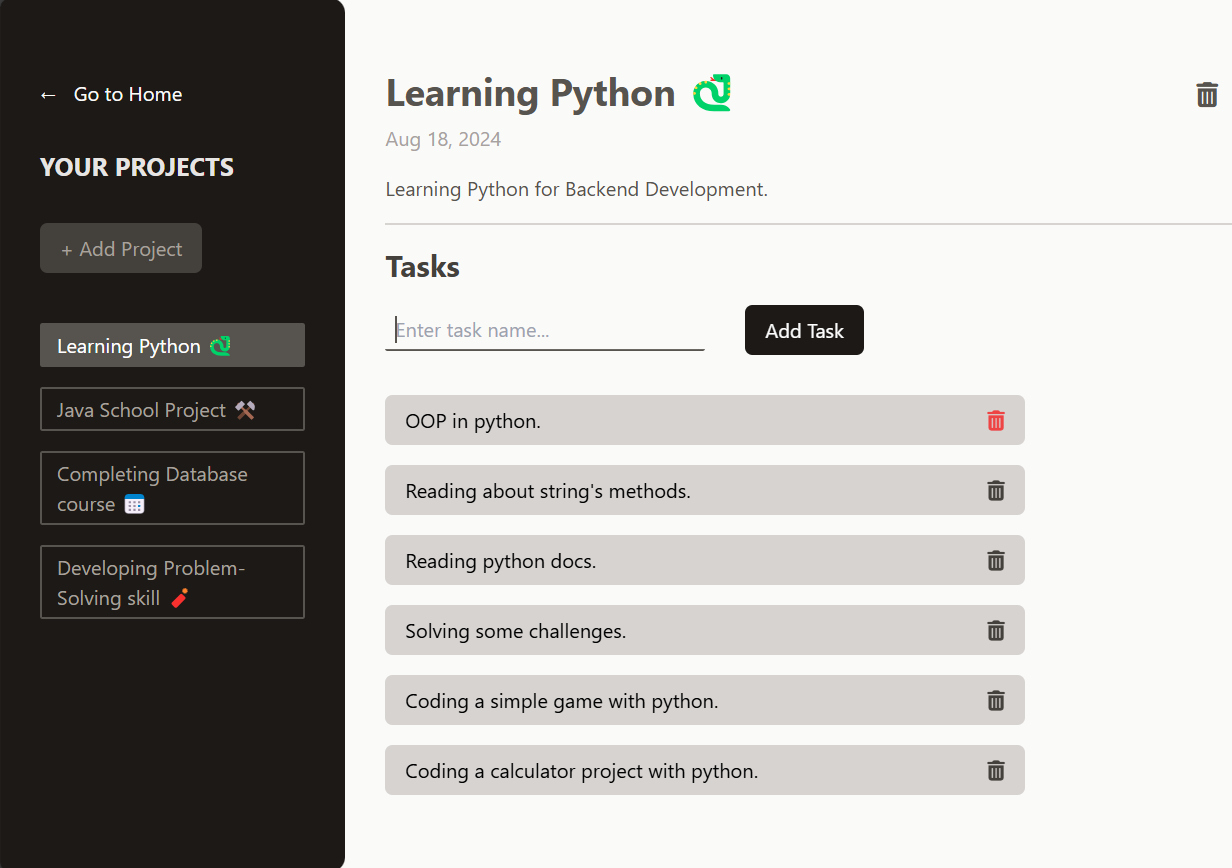 ← Go to Home
YOUR PROJECTS
+ Add Project
Learning Python 🐍
Java School Project ⚒️
Completing Database
course 🗓️
Developing Problem-
Solving skill 🧨
Learning Python 🐍
Aug 18, 2024
Learning Python for Backend Development.
Tasks
Enter task name...
Add Task
OOP in python.
Reading about string's methods.
Reading python docs.
Solving some challenges.
Coding a simple game with python.
Coding a calculator project with python.